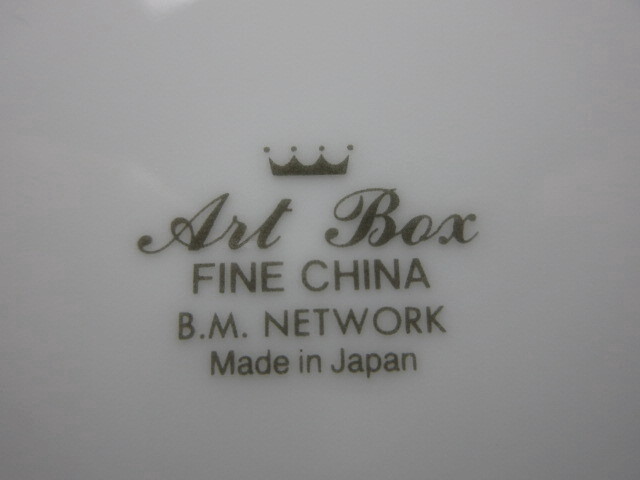 Art Box
FINE CHINA
B.M. NETWORK
Made in Japan